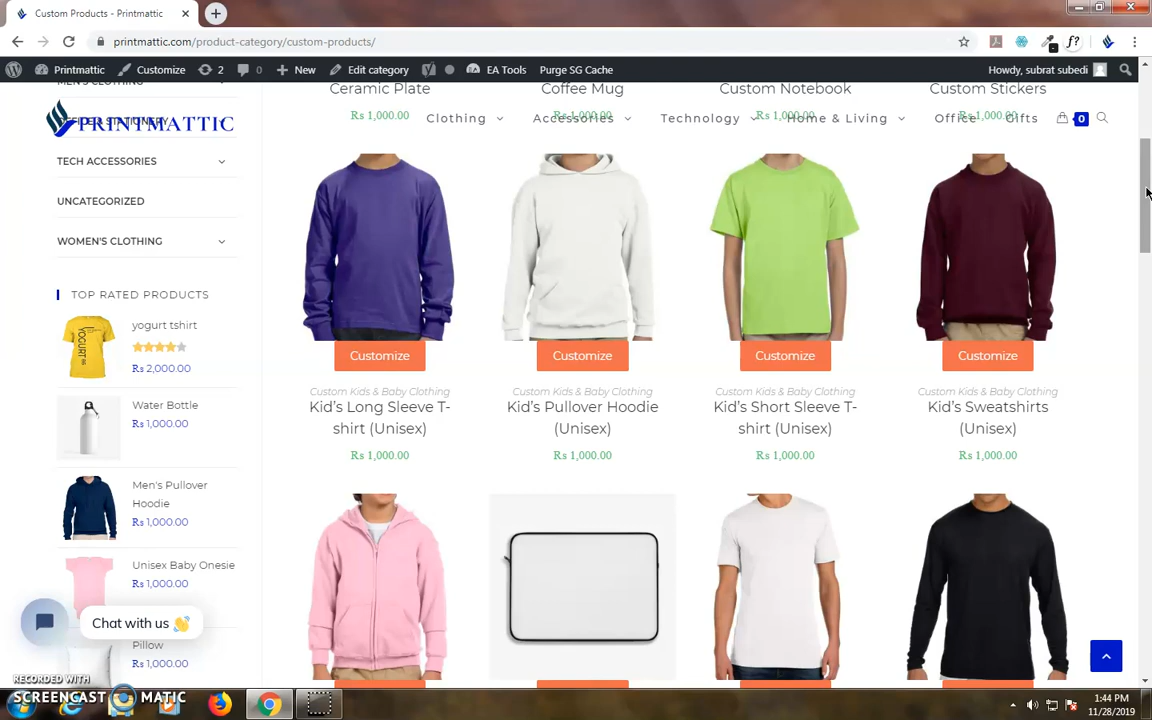 Custom Products - Printmattic
printmattic.com/product-category/custom-products/
Printmattic Customize 2 0 New Edit category EA Tools Purge SG Cache Howdy, subrat subedi
MEN'S CLOTHING
OFFICE & STATIONERY
TECH ACCESSORIES
UNCATEGORIZED
WOMEN'S CLOTHING
PRINTMATTIC
Clothing Accessories Technology Home & Living Office Gifts 0
Ceramic Plate
Rs 1,000.00
Coffee Mug
Rs 1,000.00
Custom Notebook
Rs 1,000.00
Custom Stickers
Rs 1,000.00
TOP RATED PRODUCTS
yogurt tshirt
Rs 2,000.00
YOGURT
Water Bottle
Rs 1,000.00
Men's Pullover
Hoodie
Rs 1,000.00
Unisex Baby Onesie
Rs 1,000.00
Pillow
Rs 1,000.00
Customize
Custom Kids & Baby Clothing
Kid's Long Sleeve T-
shirt (Unisex)
Rs 1,000.00
Customize
Custom Kids & Baby Clothing
Kid's Pullover Hoodie
(Unisex)
Rs 1,000.00
Customize
Custom Kids & Baby Clothing
Kid's Short Sleeve T-
shirt (Unisex)
Rs 1,000.00
Customize
Custom Kids & Baby Clothing
Kid's Sweatshirts
(Unisex)
Rs 1,000.00
Chat with us 👋
RECORDED WITH
SCREENCAST MATIC
1:44 PM
11/28/2019